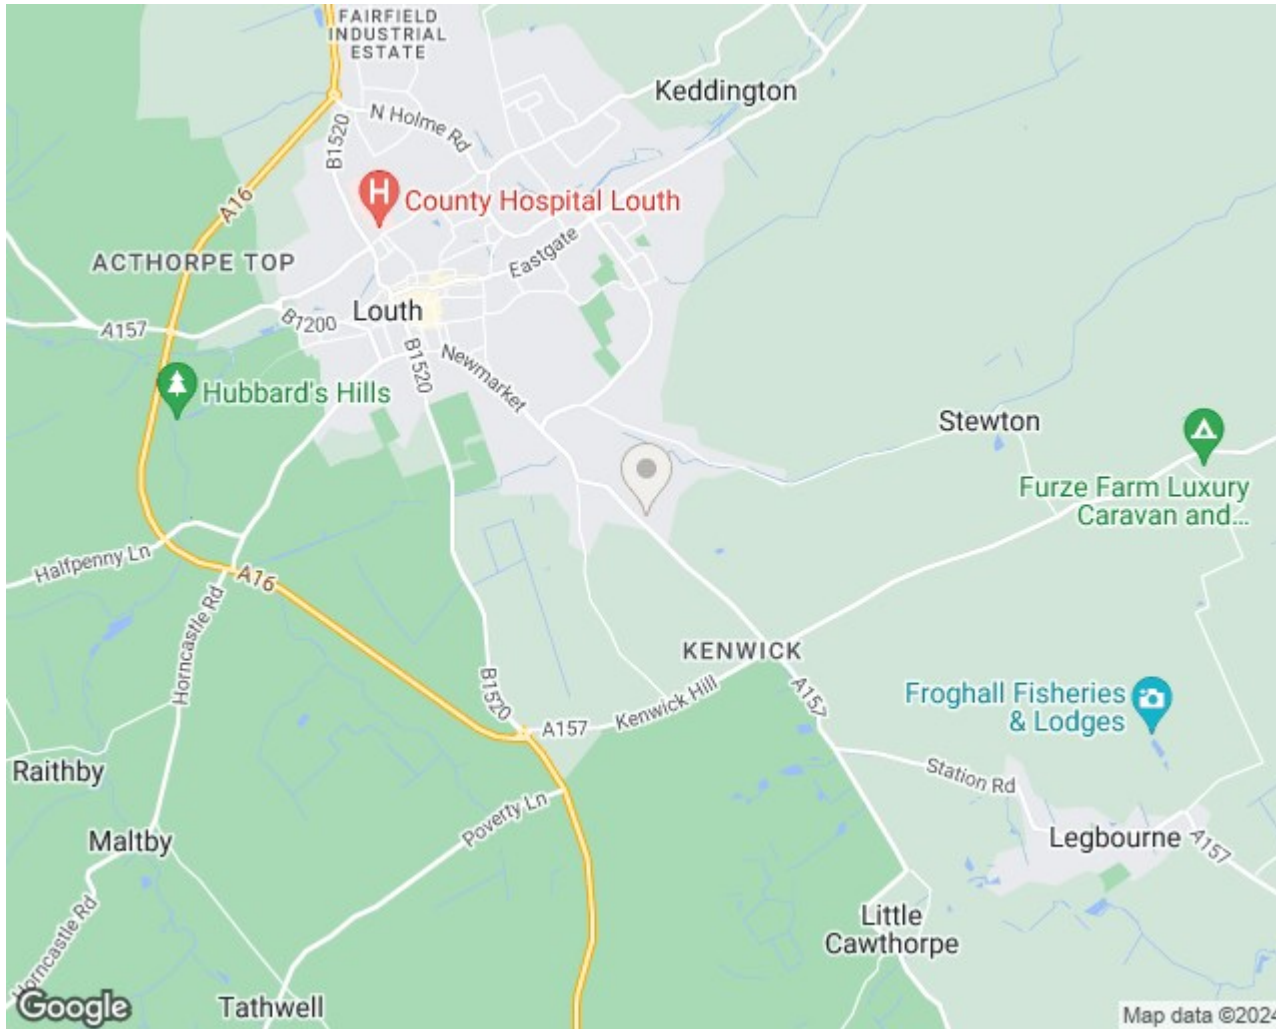 FAIRFIELD
INDUSTRIAL
ESTATE
Keddington
N Holme Rd
B1520
A16
County Hospital Louth
ACTHORPE TOP
Eastgate
Louth
A157
B1200
Newmarket
B1520
Hubbard's Hills
Stewton
Furze Farm Luxury
Caravan and...
Halfpenny Ln
A16
Horncastle Rd
KENWICK
B1520
A157
Kenwick Hill
A157
Froghall Fisheries
& Lodges
Raithby
Station Rd
Poverty Ln
Maltby
Legbourne
A157
Horncastle Rd
Little
Cawthorpe
Tathwell
Google
Map data ©2024